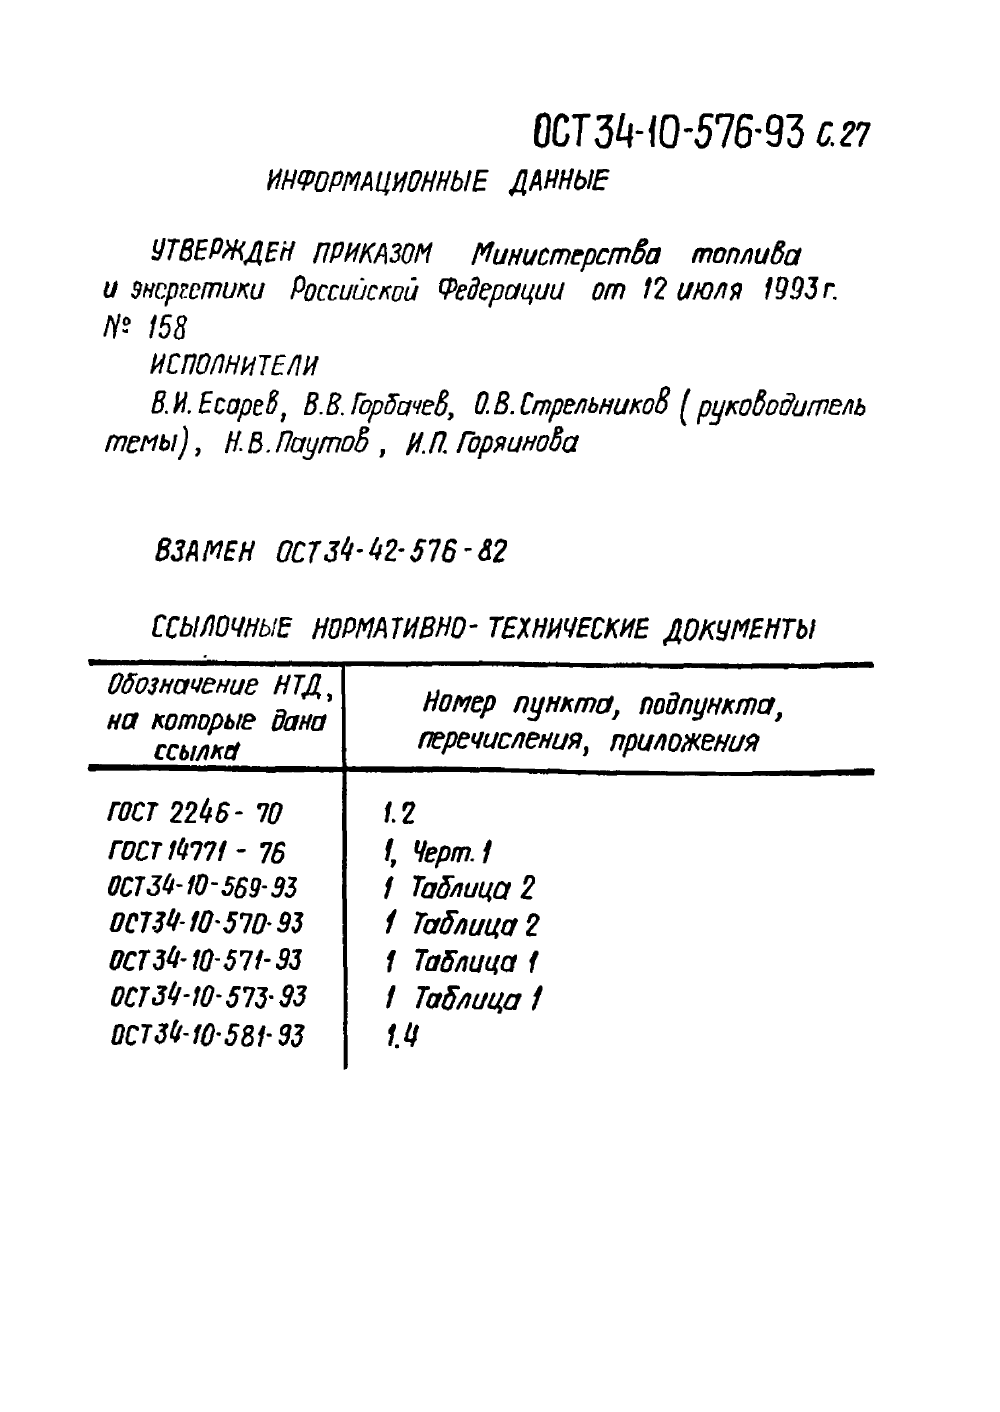 ОСТ 34-10-576-93 с.27
ИНФОРМАЦИОННЫЕ ДАННЫЕ
УТВЕРЖДЕН ПРИКАЗОМ Министерства топлива
и энергетики Российской Федерации от 12 июля 1993 г.
№ 158
ИСПОЛНИТЕЛИ
В.И. Есарев, В.В. Горбачев, О.В. Стрельников (руководитель
темы), Н.В. Паутов, И.П. Горяинова
ВЗАМЕН ОСТ 34-42-576-82
ССЫЛОЧНЫЕ НОРМАТИВНО-ТЕХНИЧЕСКИЕ ДОКУМЕНТЫ
Обозначение НТД,
на которые дана
ссылка
Номер пункта, подпункта,
перечисления, приложения
ГОСТ 2246-70 1.2
ГОСТ 14771-76 1, Черт. 1
ОСТ 34-10-569-93 1 Таблица 2
ОСТ 34-10-570-93 1 Таблица 2
ОСТ 34-10-571-93 1 Таблица 1
ОСТ 34-10-573-93 1 Таблица 1
ОСТ 34-10-581-93 1.4